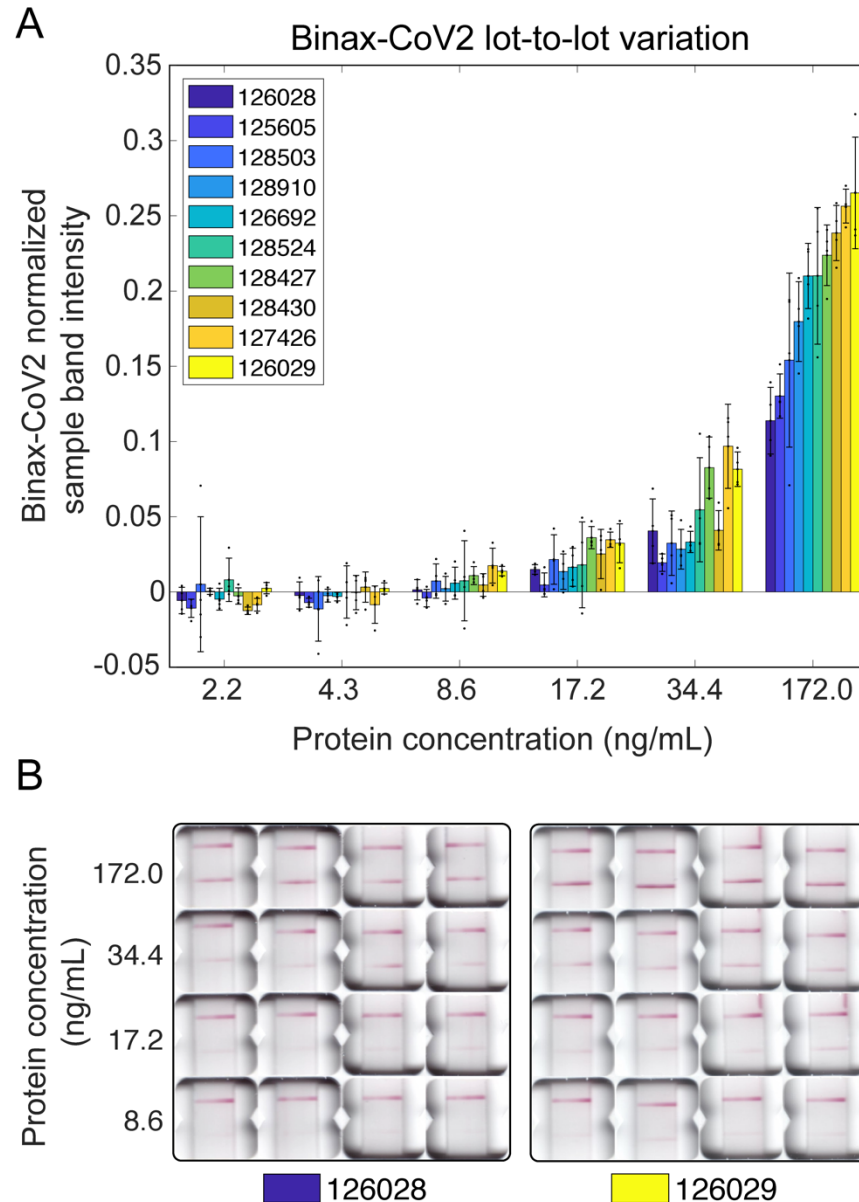 A
Binax-CoV2 lot-to-lot variation
Binax-CoV2 normalized
sample band intensity
0.35
0.3
0.25
0.2
0.15
0.1
0.05
0
-0.05
126028
125605
128503
128910
126692
128524
128427
128430
127426
126029
2.2 4.3 8.6 17.2 34.4 172.0
Protein concentration (ng/mL)
B
Protein concentration
(ng/mL)
172.0
34.4
17.2
8.6
126028 126029